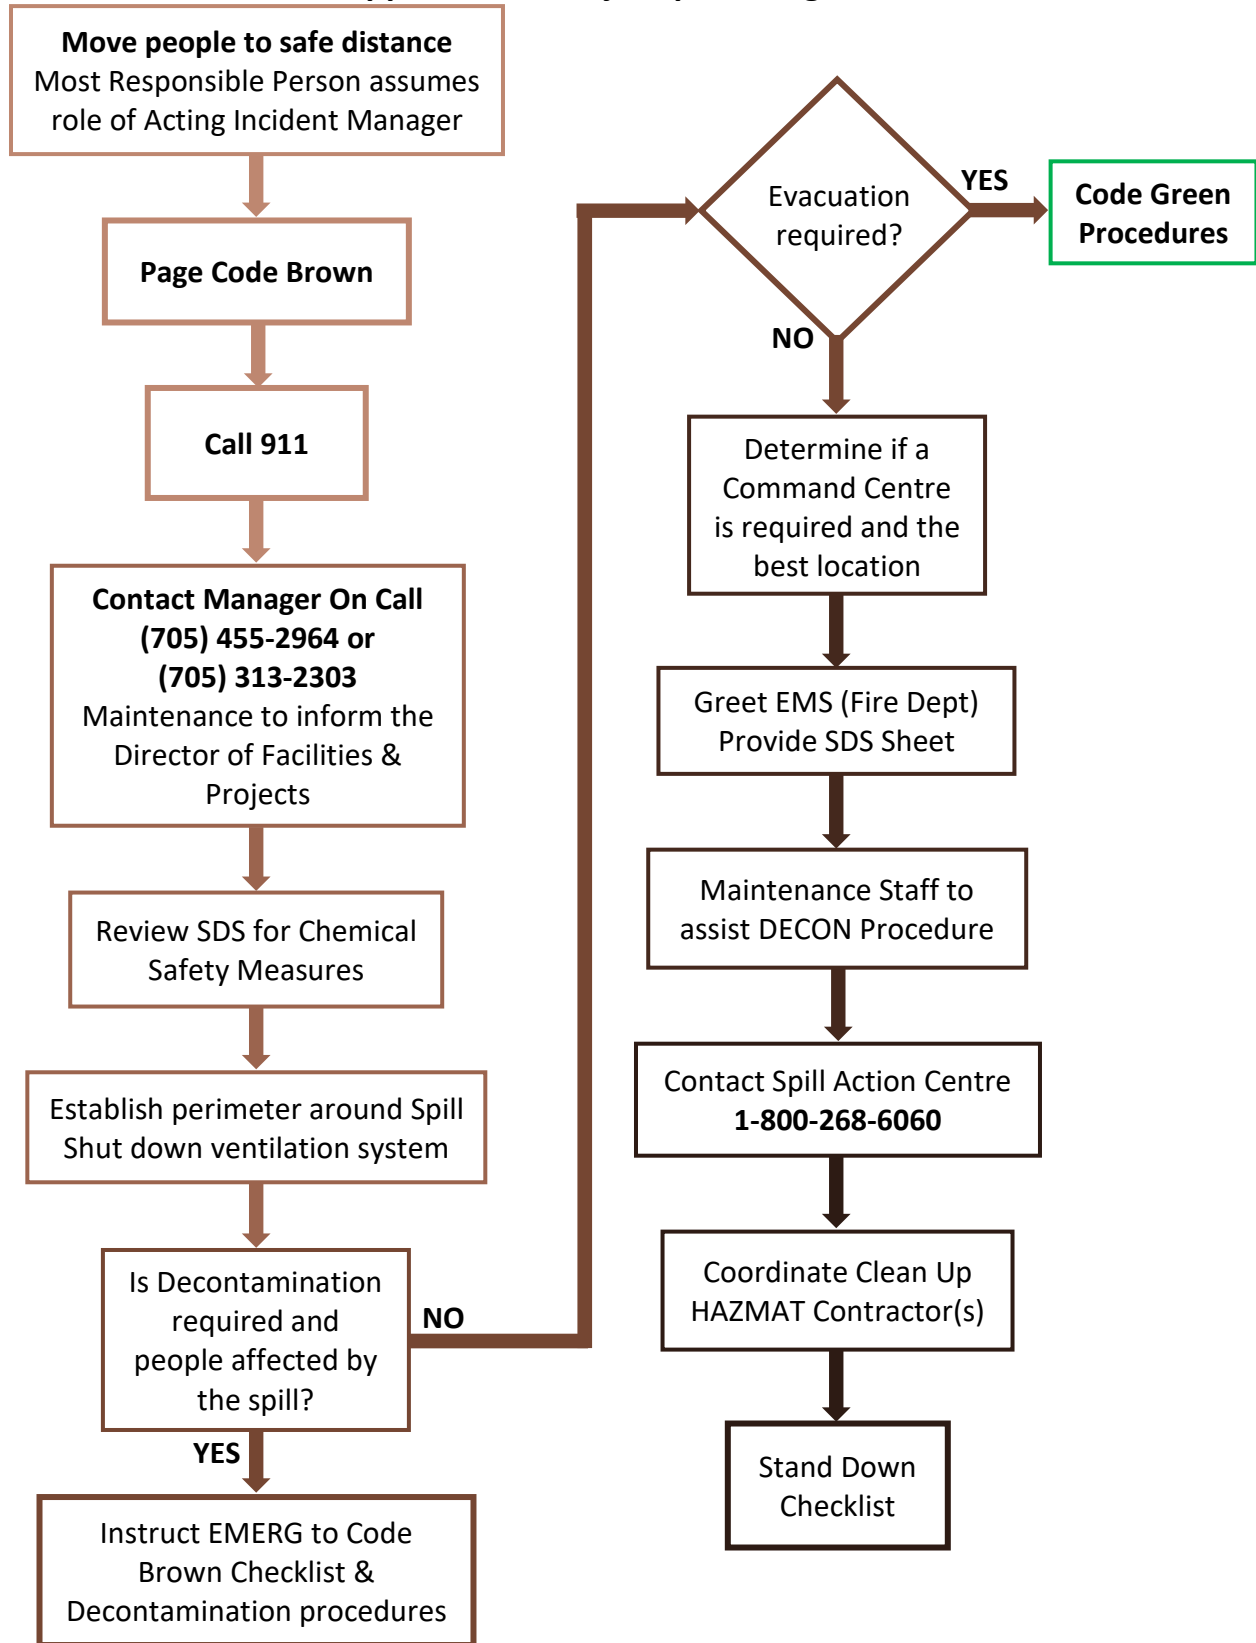 Move people to safe distance
Most Responsible Person assumes
role of Acting Incident Manager
Page Code Brown
Call 911
Contact Manager On Call
(705) 455-2964 or
(705) 313-2303
Maintenance to inform the
Director of Facilities &
Projects
Review SDS for Chemical
Safety Measures
Establish perimeter around Spill
Shut down ventilation system
Is Decontamination
required and
people affected by
the spill?
NO
YES
Instruct EMERG to Code
Brown Checklist &
Decontamination procedures
Evacuation
required?
YES
Code Green
Procedures
NO
Determine if a
Command Centre
is required and the
best location
Greet EMS (Fire Dept)
Provide SDS Sheet
Maintenance Staff to
assist DECON Procedure
Contact Spill Action Centre
1-800-268-6060
Coordinate Clean Up
HAZMAT Contractor(s)
Stand Down
Checklist